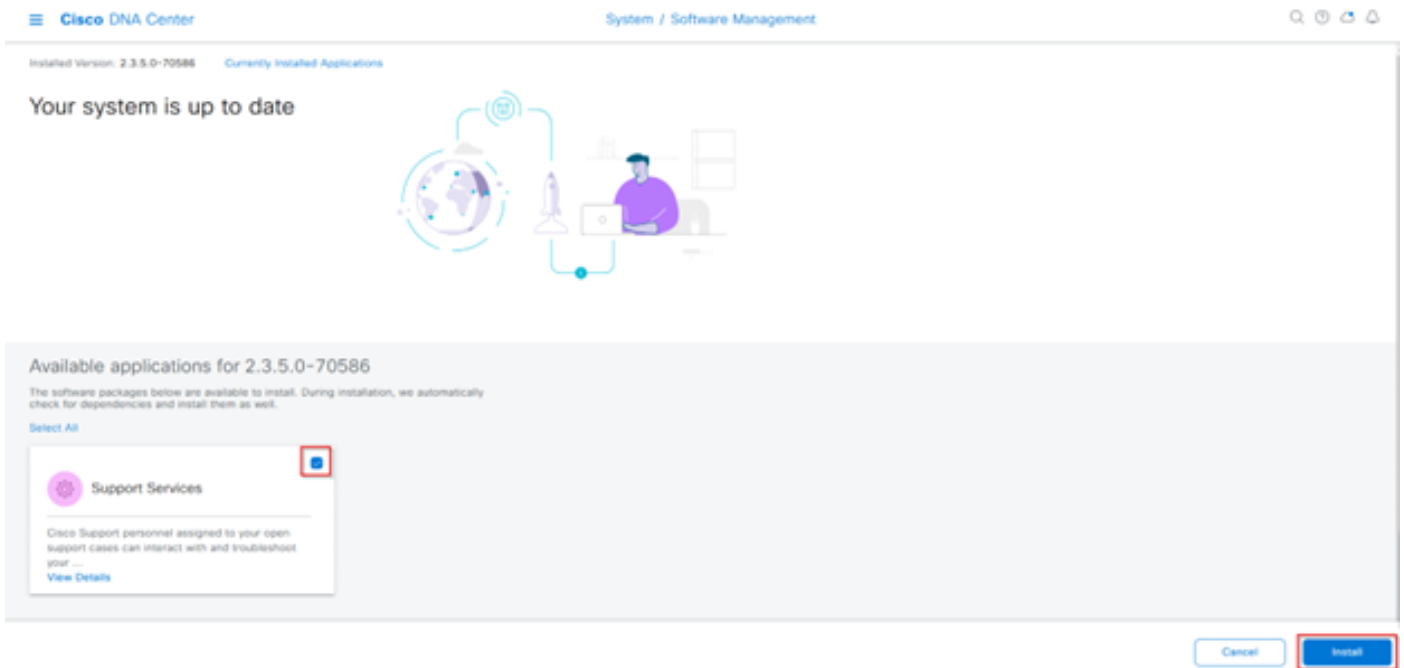 Cisco DNA Center
System / Software Management
Installed Version: 2.3.5.0-70586 Currently Installed Applications
Your system is up to date
Available applications for 2.3.5.0-70586
The software packages below are available to install. During installation, we automatically
check for dependencies and install them as well.
Select All
Support Services
Cisco Support personnel assigned to your open
support cases can interact with and troubleshoot
your ....
View Details
Cancel
Install